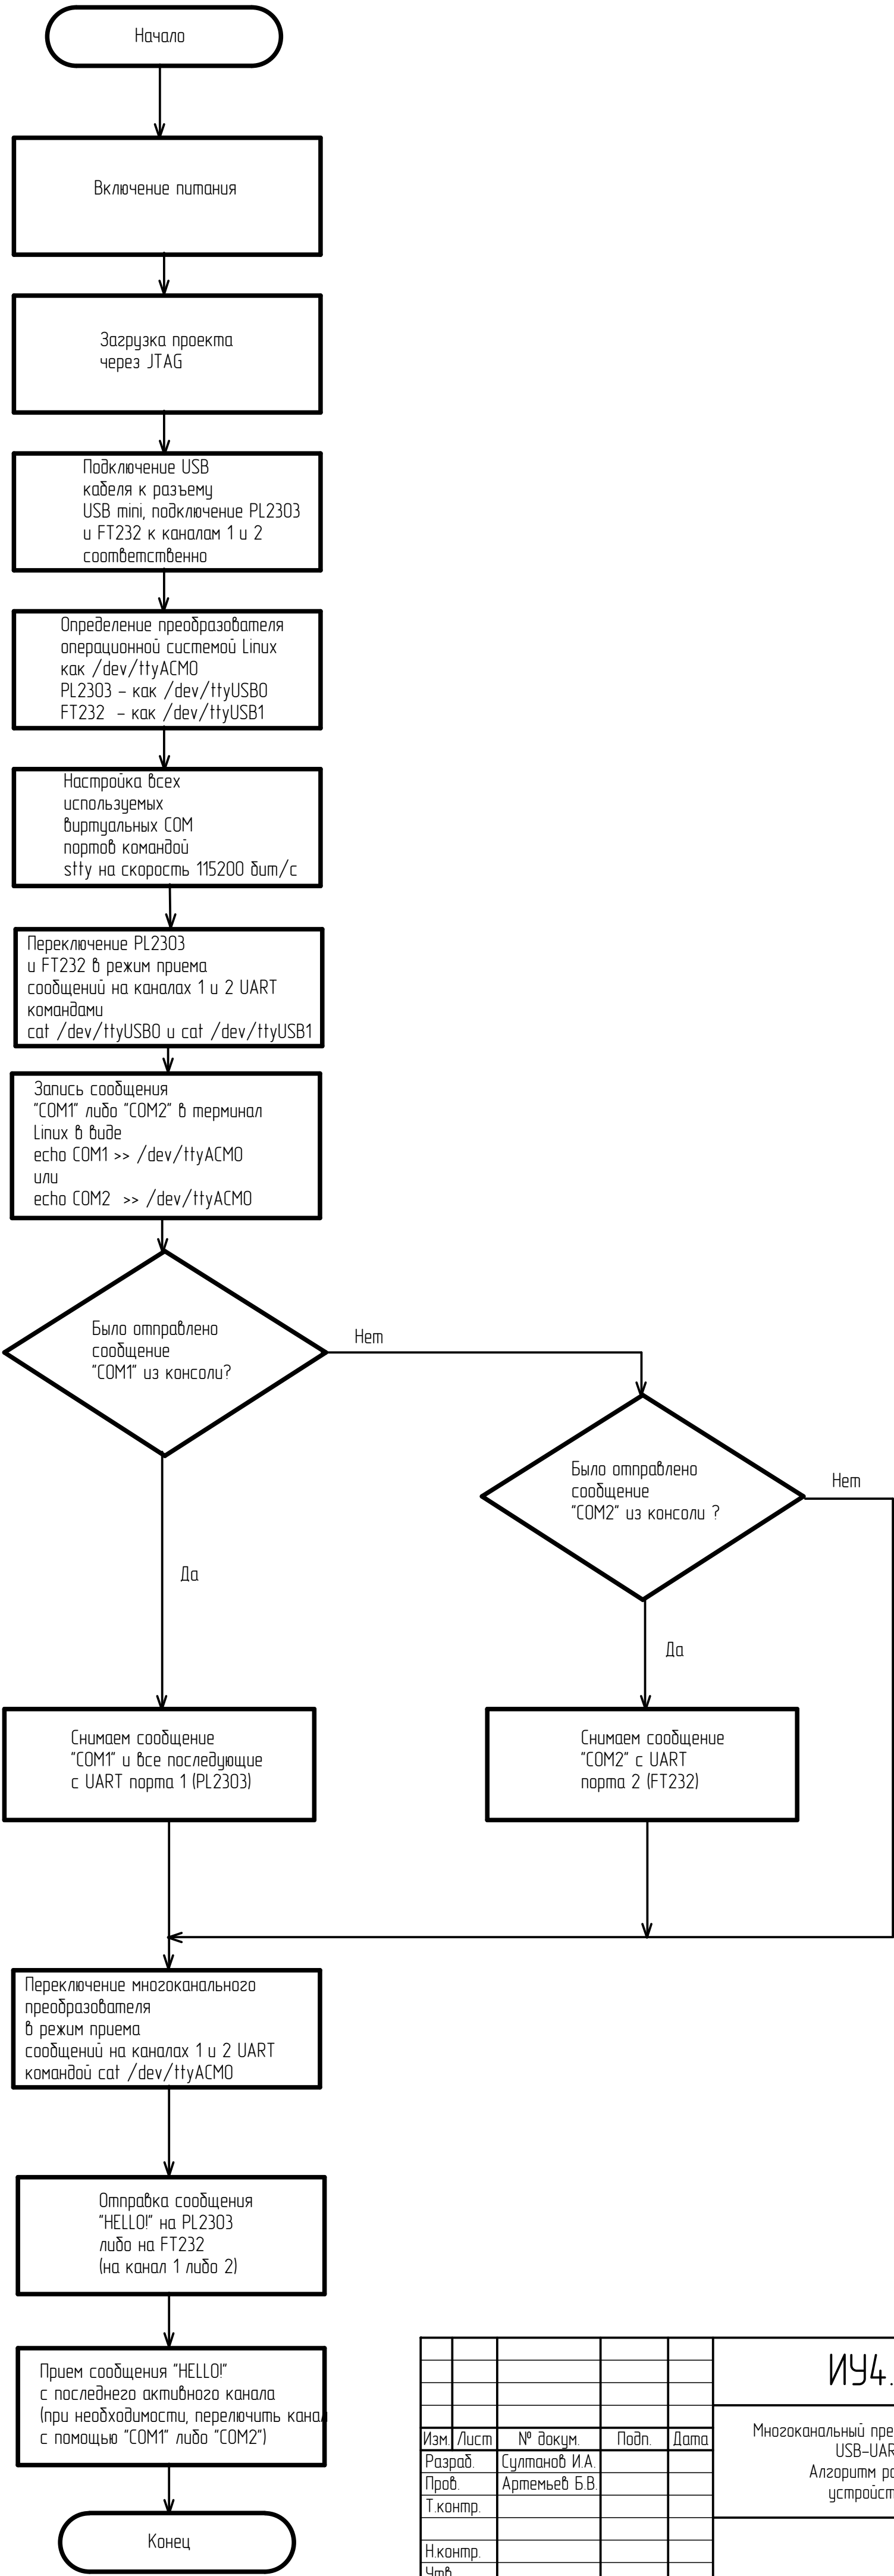 Начало
Включение питания
Загрузка проекта
через JTAG
Подключение USB
кабеля к разъему
USB mini, подключение PL2303
и FT232 к каналам 1 и 2
соответственно
Определение преобразователя
операционной системой Linux
как /dev/ttyACM0
PL2303 – как /dev/ttyUSB0
FT232 – как /dev/ttyUSB1
Настройка всех
используемых
виртуальных COM
портов командой
stty на скорость 115200 бит/с
Переключение PL2303
и FT232 в режим приема
сообщений на каналах 1 и 2 UART
командами
cat /dev/ttyUSB0 и cat /dev/ttyUSB1
Запись сообщения
"COM1" либо "COM2" в терминал
Linux в виде
echo COM1 >> /dev/ttyACM0
или
echo COM2 >> /dev/ttyACM0
Было отправлено
сообщение
"COM1" из консоли?
Нет
Было отправлено
сообщение
"COM2" из консоли ?
Нет
Да
Да
Снимаем сообщение
"COM1" и все последующие
с UART порта 1 (PL2303)
Снимаем сообщение
"COM2" с UART
порта 2 (FT232)
Переключение многоканального
преобразователя
в режим приема
сообщений на каналах 1 и 2 UART
командой cat /dev/ttyACM0
Отправка сообщения
"HELLO!" на PL2303
либо на FT232
(на канал 1 либо 2)
Прием сообщения "HELLO!"
с последнего активного канала
(при необходимости, перелючить канал
с помощью "COM1" либо "COM2")
Конец
ИУ4.
Многоканальный пре
USB-UAR
Алгоритм ро
устройст
Изм. Лист № докум. Подп. Дата
Разраб. Султанов И.А.
Пров. Артемьев Б.В.
Т.контр.
Н.контр.
Утв.